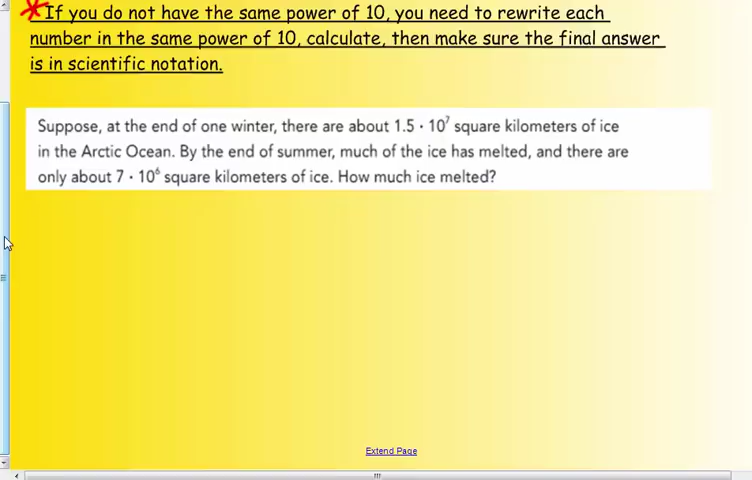 *If you do not have the same power of 10, you need to rewrite each
number in the same power of 10, calculate, then make sure the final answer
is in scientific notation.
Suppose, at the end of one winter, there are about 1.5 · 10⁷ square kilometers of ice
in the Arctic Ocean. By the end of summer, much of the ice has melted, and there are
only about 7 · 10⁶ square kilometers of ice. How much ice melted?
Extend Page